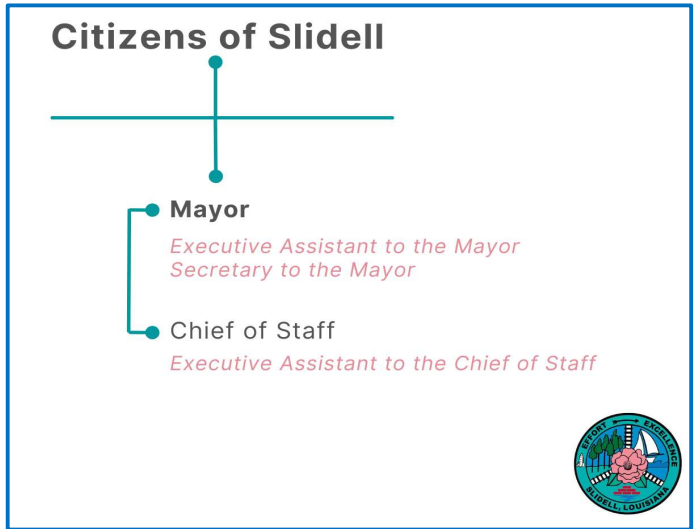 Citizens of Slidell
Mayor
Executive Assistant to the Mayor
Secretary to the Mayor
Chief of Staff
Executive Assistant to the Chief of Staff
EFFORT EXCELLENCE
SLIDELL, LOUISIANA